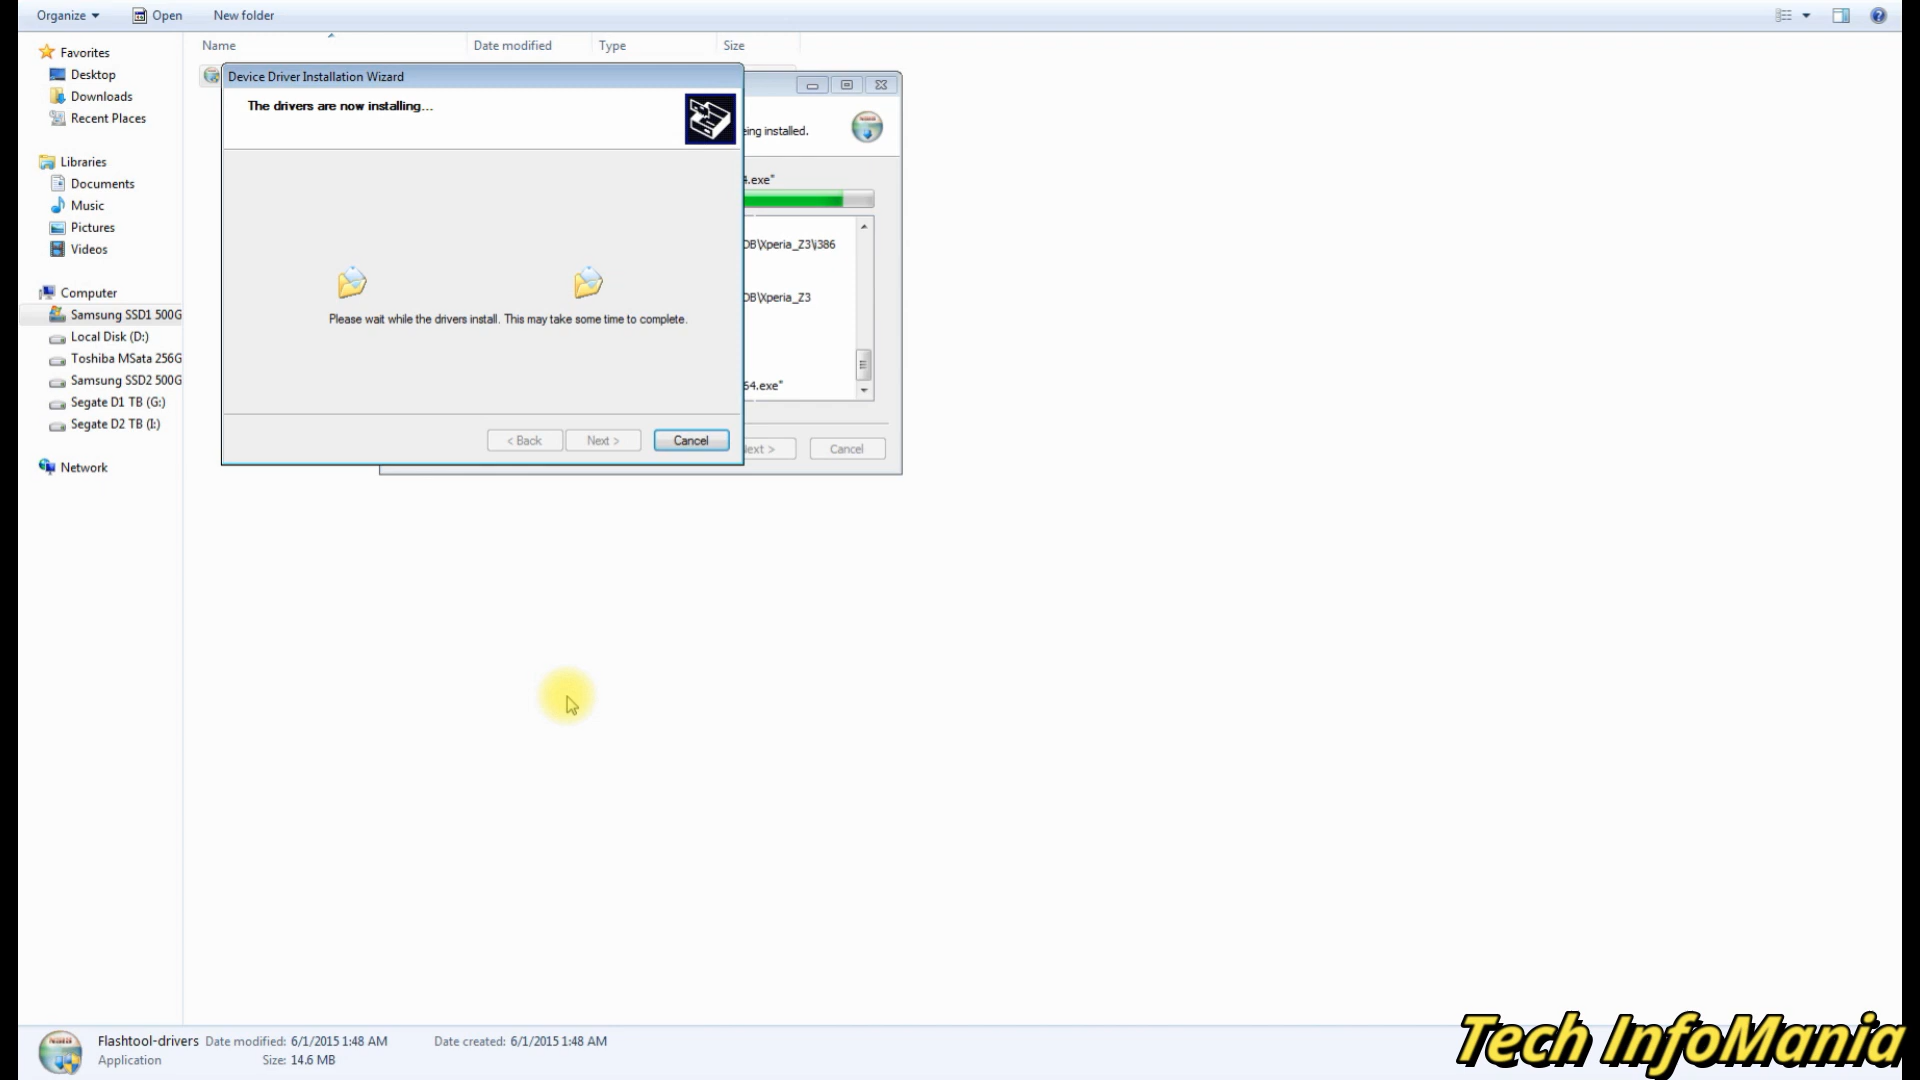 Organize
Open
New folder
Name
Date modified
Type
Size
Favorites
Desktop
Downloads
Recent Places
Libraries
Documents
Music
Pictures
Videos
Computer
Samsung SSD1 500G
Local Disk (D:)
Toshiba MSata 256G
Samsung SSD2 500G
Segate D1 TB (G:)
Segate D2 TB (I:)
Network
Device Driver Installation Wizard
The drivers are now installing...
Please wait while the drivers install. This may take some time to complete.
< Back
Next >
Cancel
eing installed.
4.exe"
DB\Xperia_Z3\i386
DB\Xperia_Z3
64.exe"
ext >
Cancel
Flashtool-drivers Date modified: 6/1/2015 1:48 AM
Date created: 6/1/2015 1:48 AM
Application
Size: 14.6 MB
Tech InfoMania